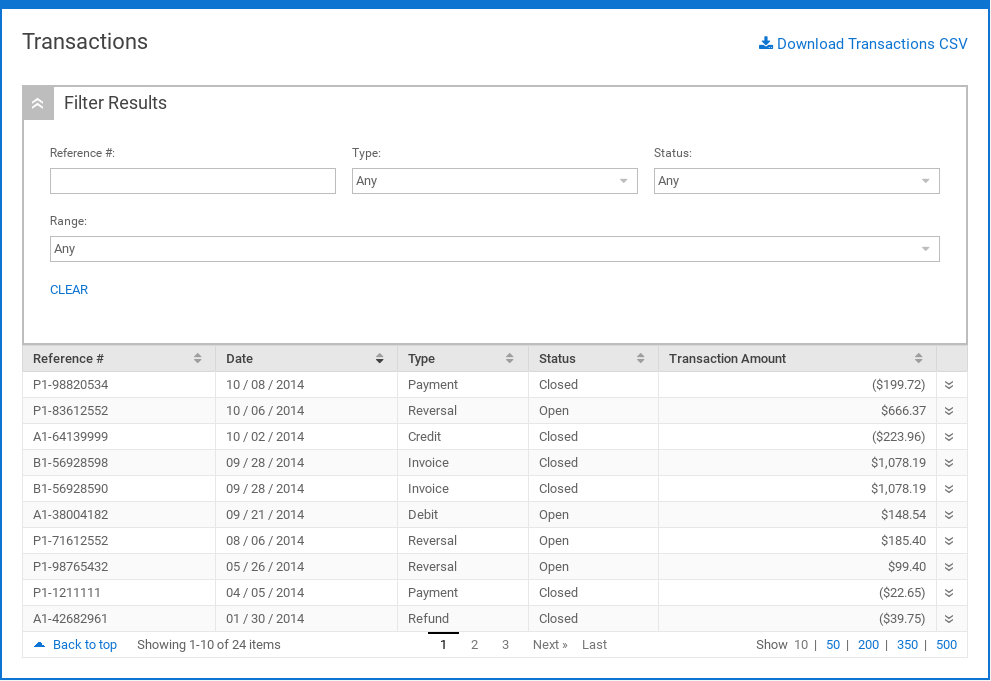 Transactions
Download Transactions CSV
Filter Results
Reference #: Type: Status:
Any Any
Range:
Any
CLEAR
Reference # Date Type Status Transaction Amount
P1-98820534 10 / 08 / 2014 Payment Closed ($199.72)
P1-83612552 10 / 06 / 2014 Reversal Open $666.37
A1-64139999 10 / 02 / 2014 Credit Closed ($223.96)
B1-56928598 09 / 28 / 2014 Invoice Closed $1,078.19
B1-56928590 09 / 28 / 2014 Invoice Closed $1,078.19
A1-38004182 09 / 21 / 2014 Debit Open $148.54
P1-71612552 08 / 06 / 2014 Reversal Open $185.40
P1-98765432 05 / 26 / 2014 Reversal Open $99.40
P1-1211111 04 / 05 / 2014 Payment Closed ($22.65)
A1-42682961 01 / 30 / 2014 Refund Closed ($39.75)
Back to top Showing 1-10 of 24 items 1 2 3 Next » Last Show 10 | 50 | 200 | 350 | 500